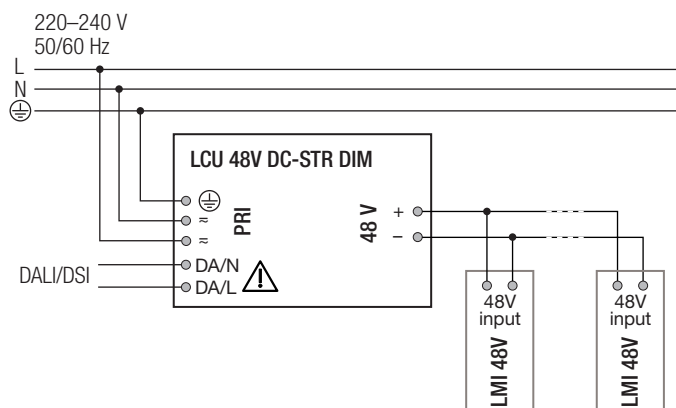 220–240 V
50/60 Hz
L
N
LCU 48V DC-STR DIM
PRI
≂
≂
48 V
+
–
DALI/DSI
DA/N
DA/L
48V
input
LMI 48V
48V
input
LMI 48V